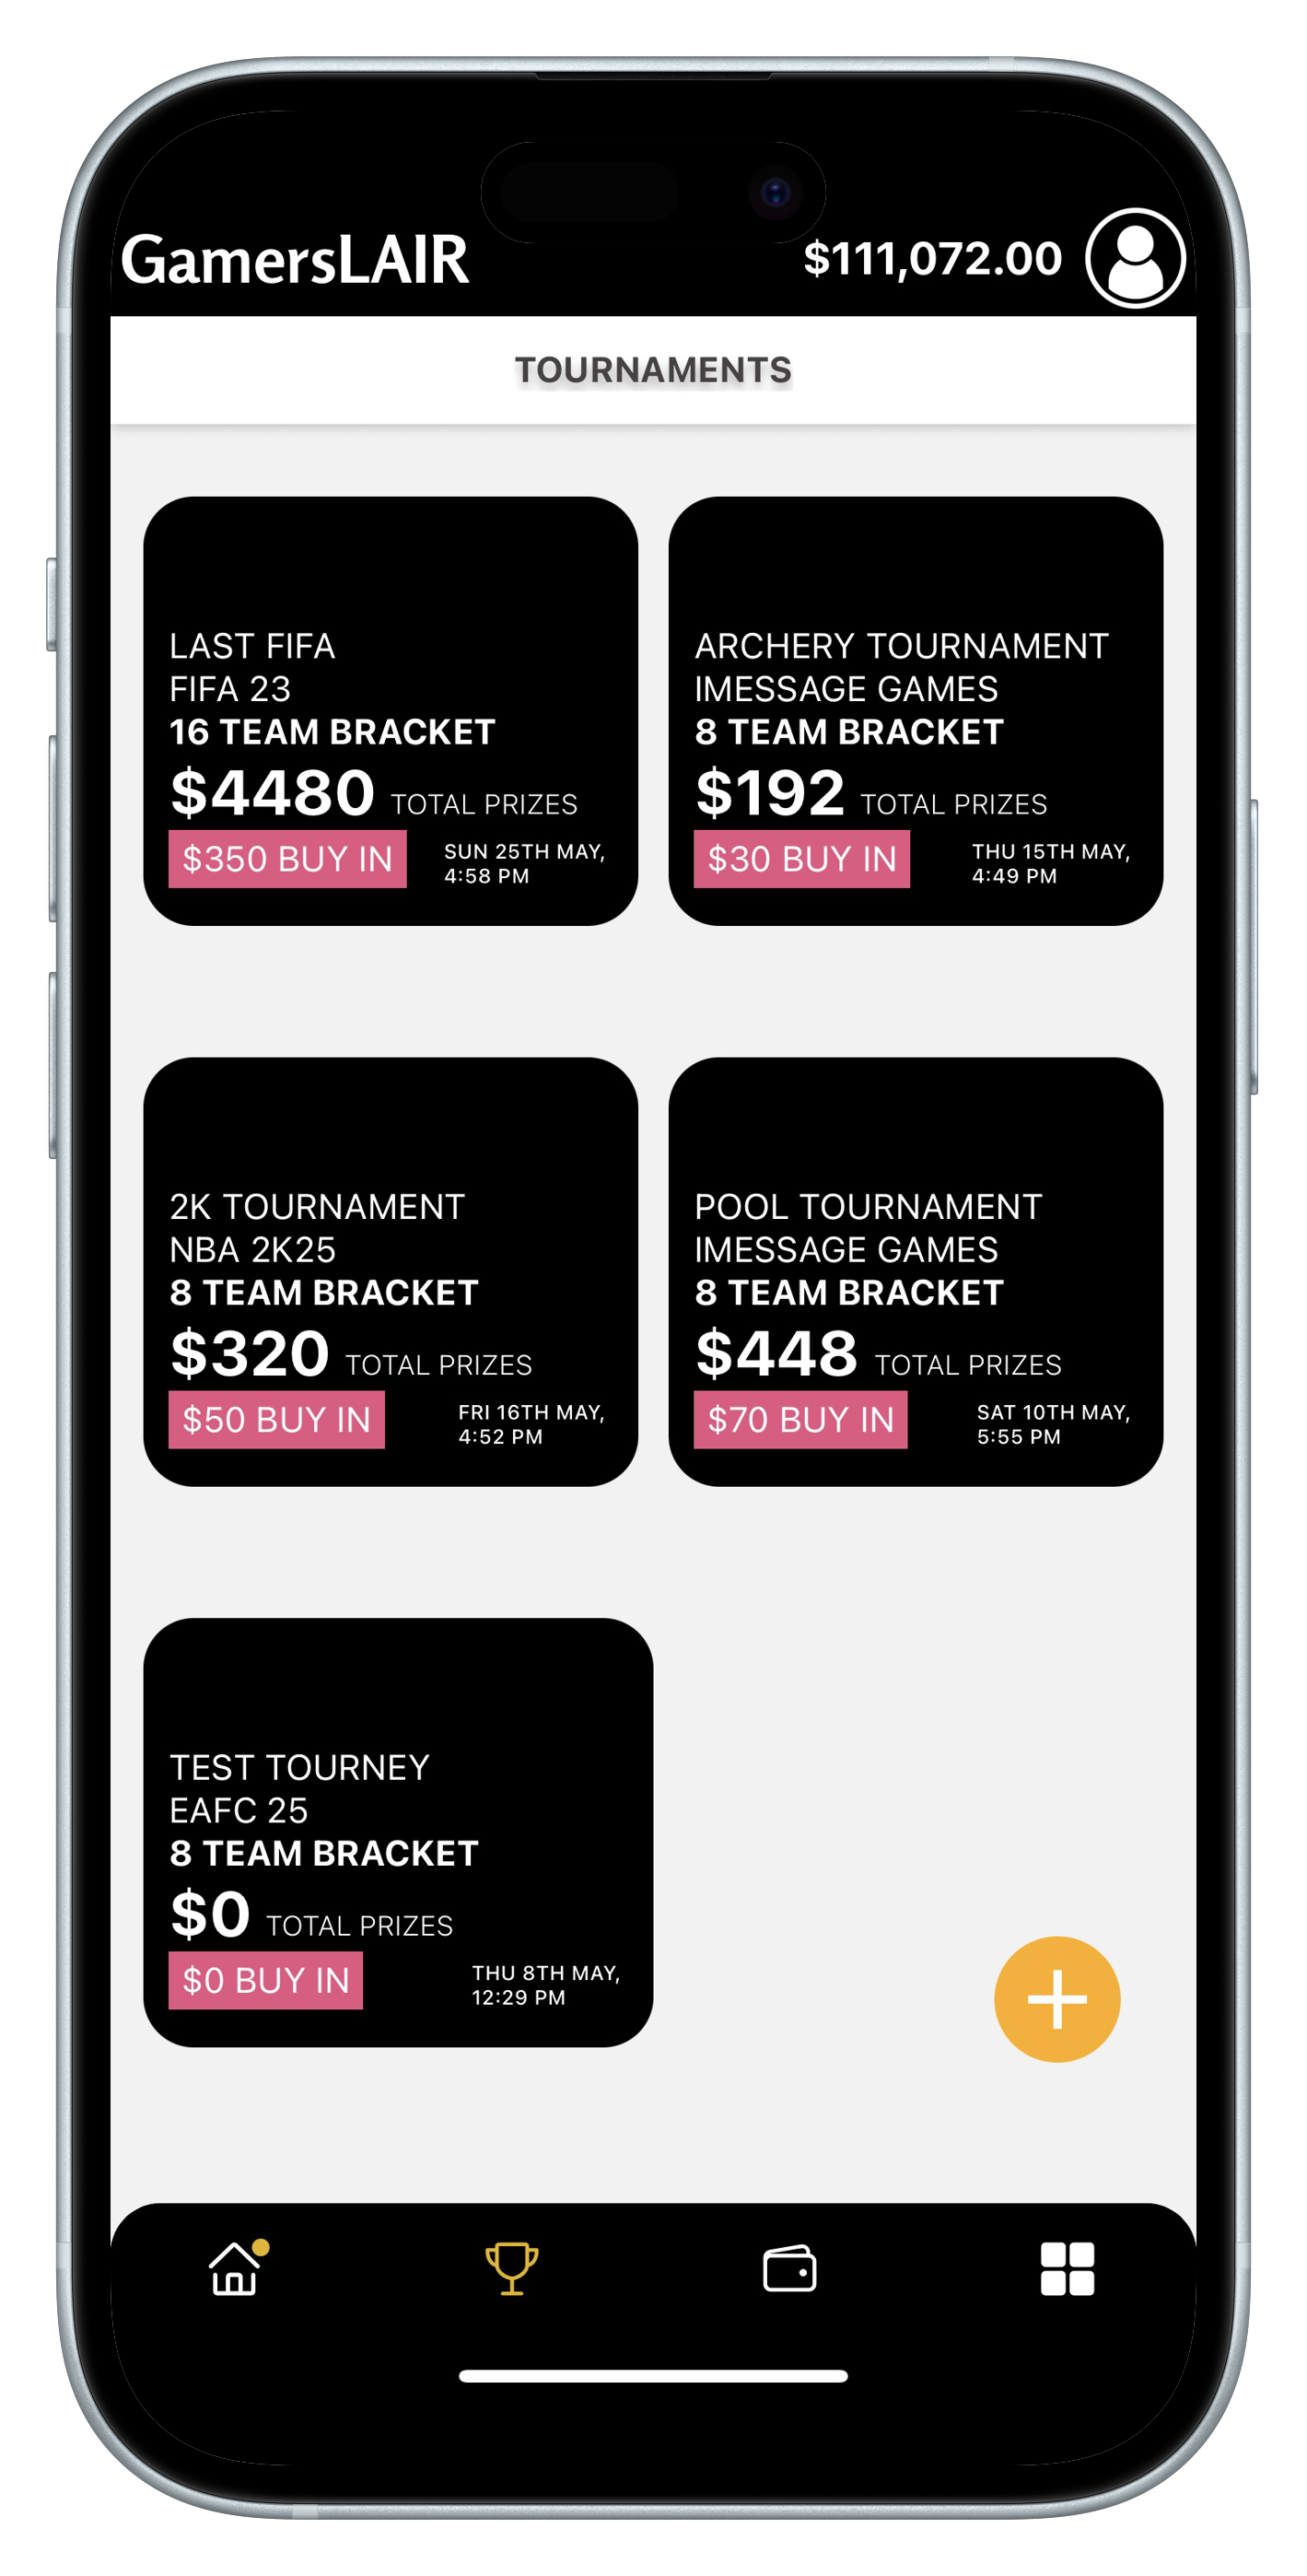 GamersLAIR
$111,072.00
TOURNAMENTS
LAST FIFA
FIFA 23
16 TEAM BRACKET
$4480 TOTAL PRIZES
$350 BUY IN
SUN 25TH MAY,
4:58 PM
ARCHERY TOURNAMENT
IMESSAGE GAMES
8 TEAM BRACKET
$192 TOTAL PRIZES
$30 BUY IN
THU 15TH MAY,
4:49 PM
2K TOURNAMENT
NBA 2K25
8 TEAM BRACKET
$320 TOTAL PRIZES
$50 BUY IN
FRI 16TH MAY,
4:52 PM
POOL TOURNAMENT
IMESSAGE GAMES
8 TEAM BRACKET
$448 TOTAL PRIZES
$70 BUY IN
SAT 10TH MAY,
5:55 PM
TEST TOURNEY
EAFC 25
8 TEAM BRACKET
$0 TOTAL PRIZES
$0 BUY IN
THU 8TH MAY,
12:29 PM